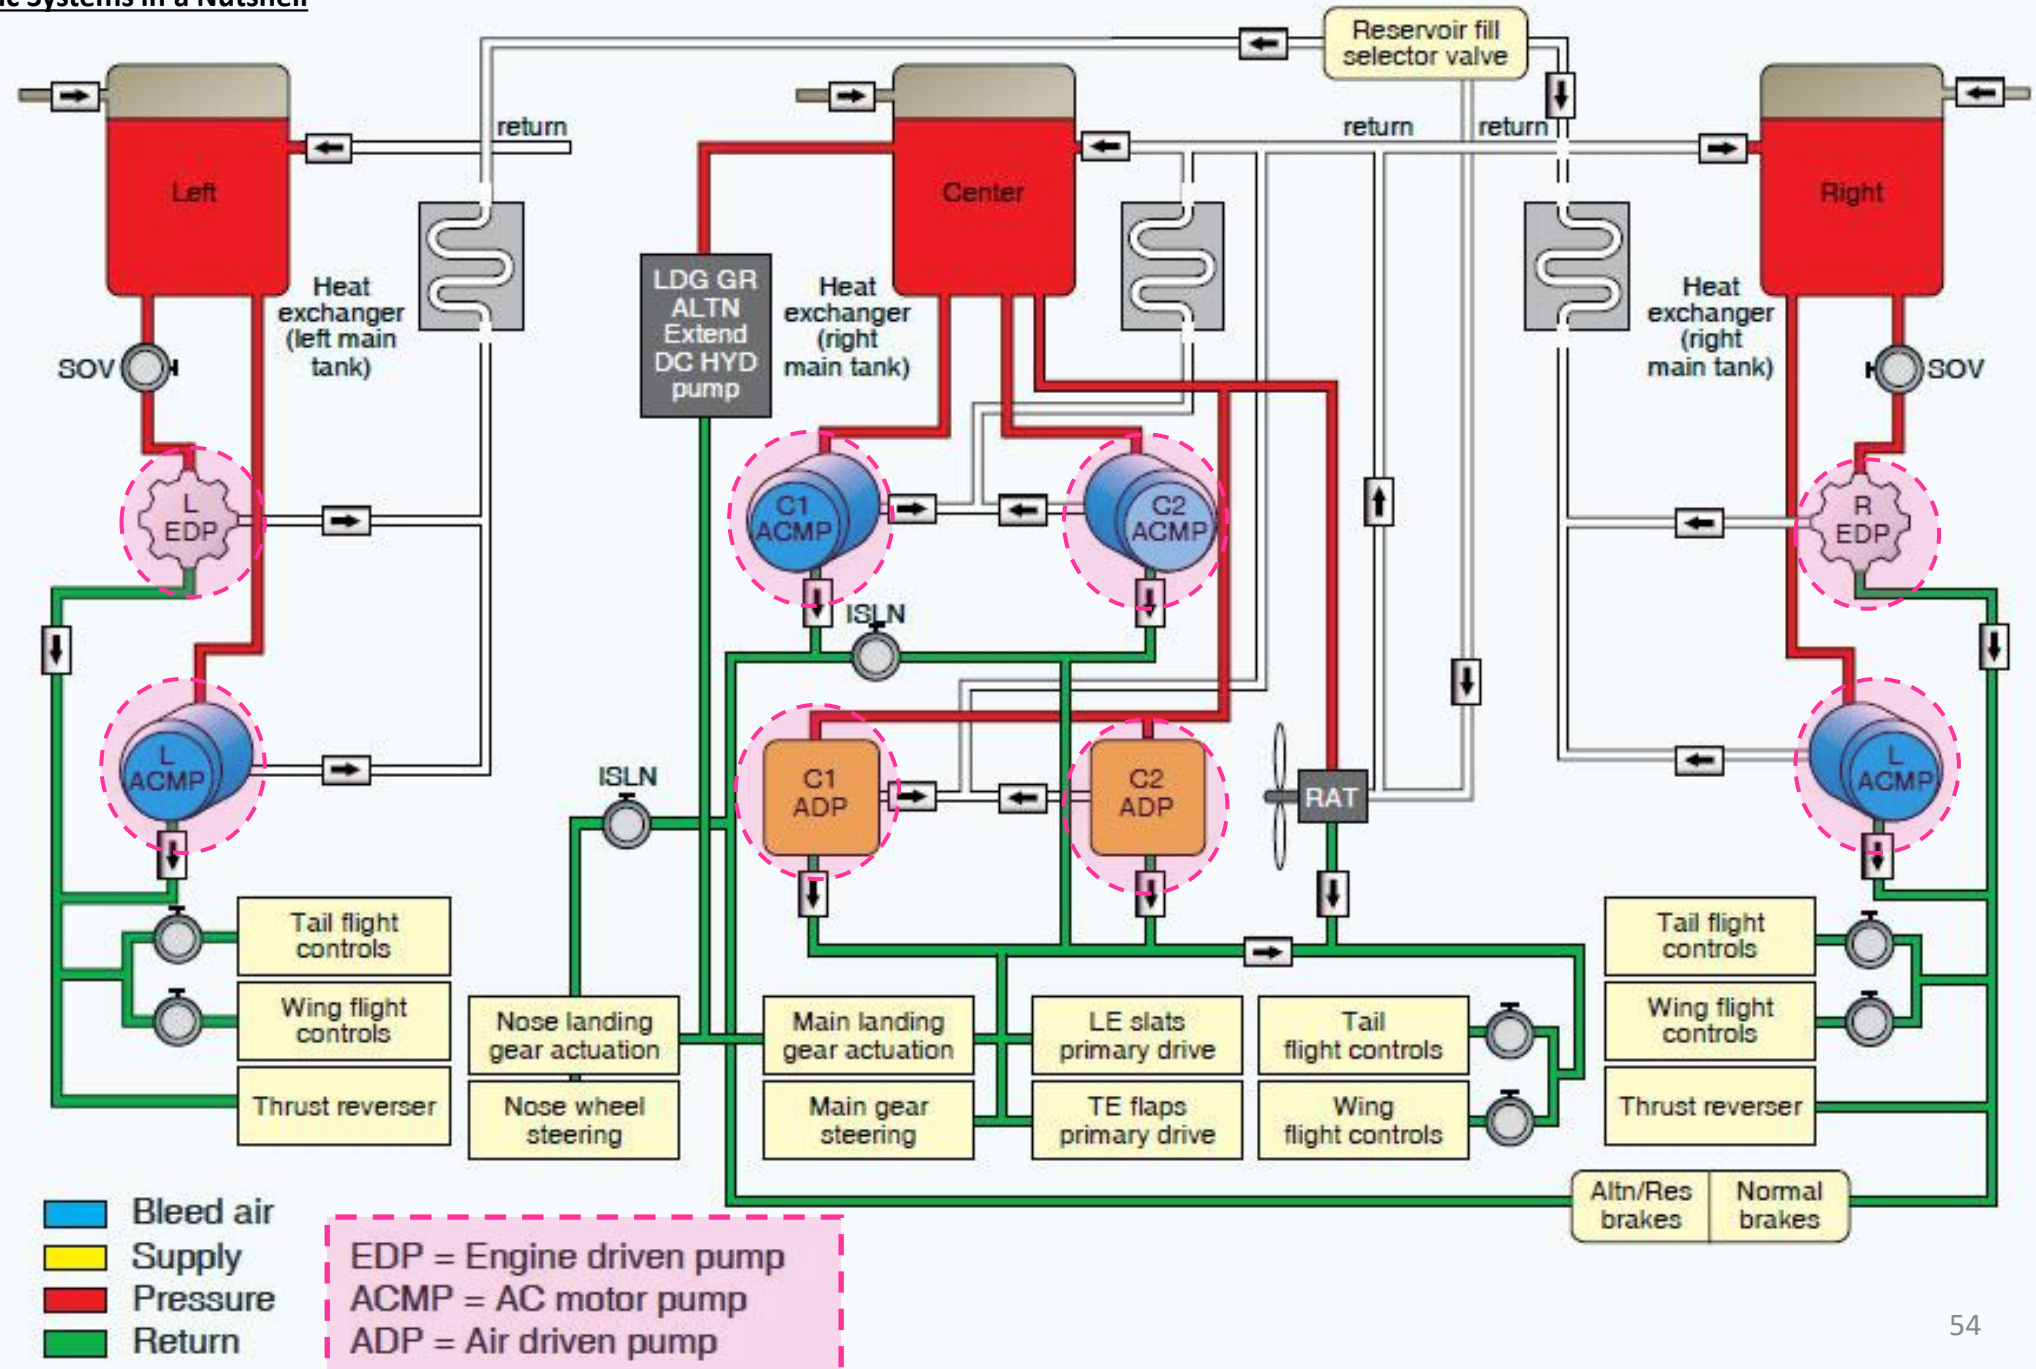 Systems in a Nutshell
Reservoir fill
selector valve
return
return
return
Left
Center
Right
Heat
exchanger
(left main
tank)
LDG GR
ALTN
Extend
DC HYD
pump
Heat
exchanger
(right
main tank)
Heat
exchanger
(right
main tank)
SOV
SOV
L
EDP
C1
ACMP
C2
ACMP
R
EDP
ISLN
L
ACMP
ISLN
C1
ADP
C2
ADP
RAT
L
ACMP
Tail flight
controls
Wing flight
controls
Thrust reverser
Nose landing
gear actuation
Nose wheel
steering
Main landing
gear actuation
Main gear
steering
LE slats
primary drive
TE flaps
primary drive
Tail
flight controls
Wing
flight controls
Tail flight
controls
Wing flight
controls
Thrust reverser
Altn/Res
brakes
Normal
brakes
Bleed air
Supply
Pressure
Return
EDP = Engine driven pump
ACMP = AC motor pump
ADP = Air driven pump
54